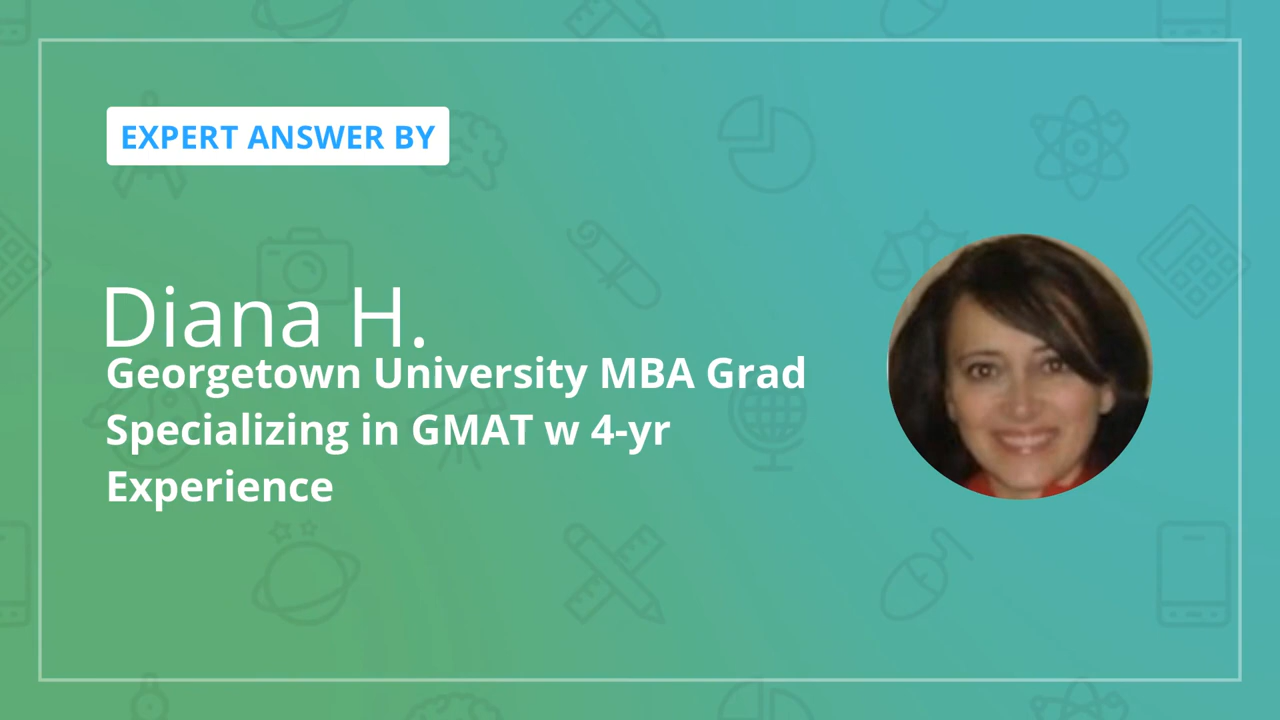 EXPERT ANSWER BY
Diana H.
Georgetown University MBA Grad
Specializing in GMAT w 4-yr
Experience